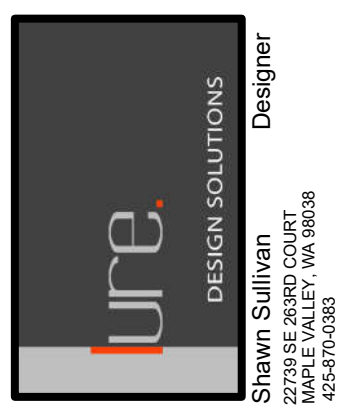 lure.
DESIGN SOLUTIONS
Shawn Sullivan Designer
22739 SE 263RD COURT
MAPLE VALLEY, WA 98038
425-870-0383